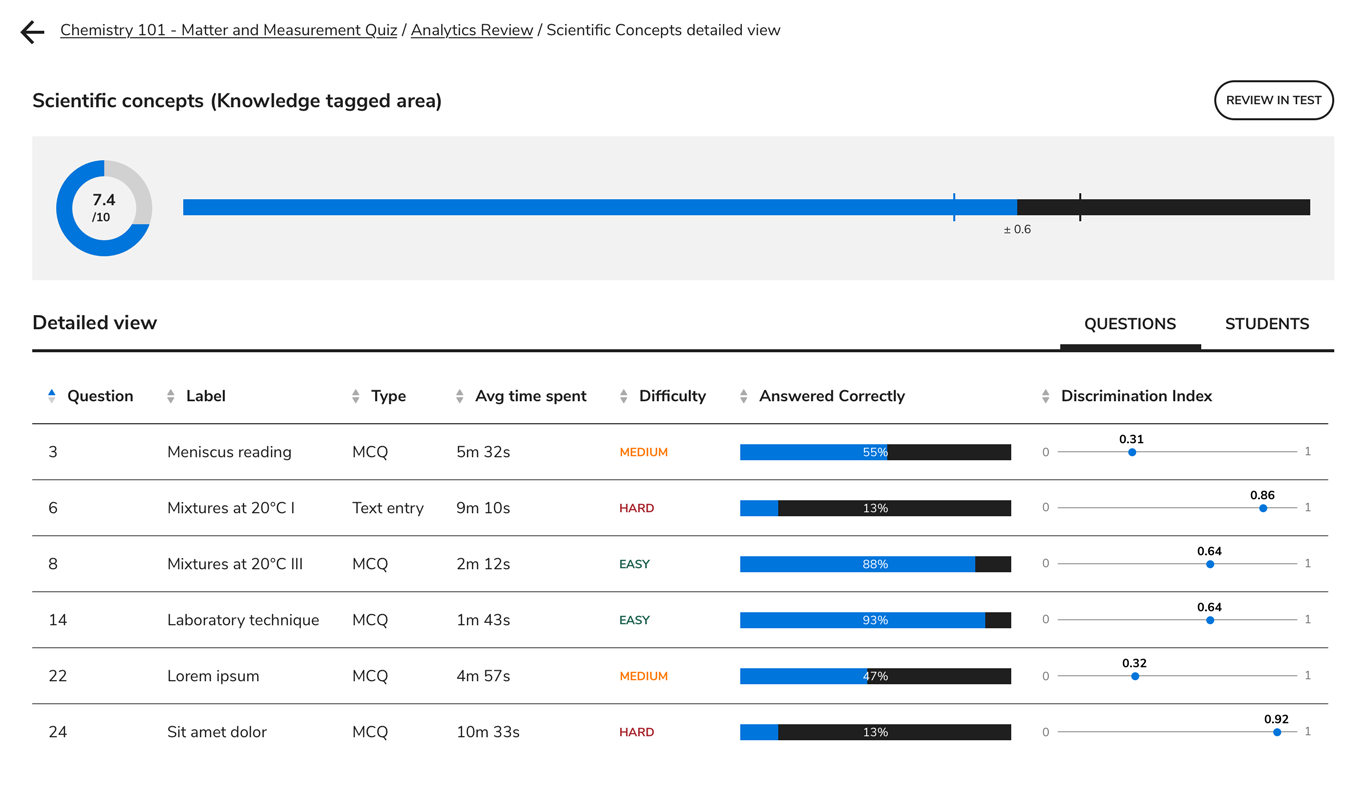 Chemistry 101 - Matter and Measurement Quiz / Analytics Review / Scientific Concepts detailed view
Scientific concepts (Knowledge tagged area)
REVIEW IN TEST
7.4
/10
± 0.6
Detailed view
QUESTIONS STUDENTS
Question Label Type Avg time spent Difficulty Answered Correctly Discrimination Index
3 Meniscus reading MCQ 5m 32s MEDIUM 55% 0 0.31 1
6 Mixtures at 20°C I Text entry 9m 10s HARD 13% 0 0.86 1
8 Mixtures at 20°C III MCQ 2m 12s EASY 88% 0 0.64 1
14 Laboratory technique MCQ 1m 43s EASY 93% 0 0.64 1
22 Lorem ipsum MCQ 4m 57s MEDIUM 47% 0 0.32 1
24 Sit amet dolor MCQ 10m 33s HARD 13% 0 0.92 1